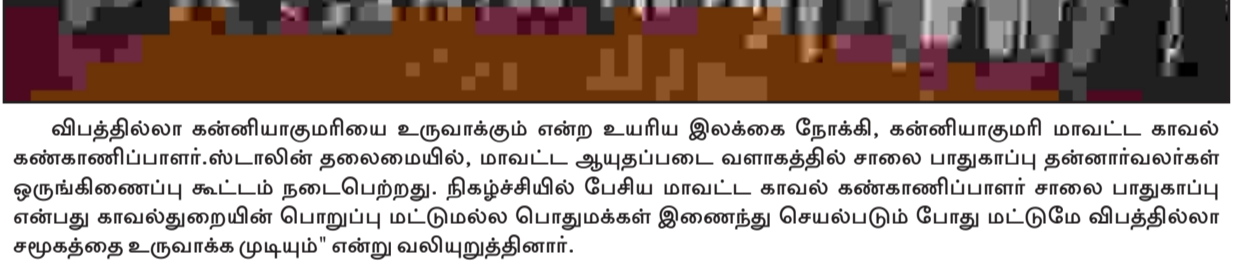 விபத்தில்லா கன்னியாகுமரியை உருவாக்கும் என்ற உயரிய இலக்கை நோக்கி, கன்னியாகுமரி மாவட்ட காவல்
கண்காணிப்பாளர்.ஸ்டாலின் தலைமையில், மாவட்ட ஆயுதப்படை வளாகத்தில் சாலை பாதுகாப்பு தன்னார்வலர்கள்
ஒருங்கிணைப்பு கூட்டம் நடைபெற்றது. நிகழ்ச்சியில் பேசிய மாவட்ட காவல் கண்காணிப்பாளர் சாலை பாதுகாப்பு
என்பது காவல்துறையின் பொறுப்பு மட்டுமல்ல பொதுமக்கள் இணைந்து செயல்படும் போது மட்டுமே விபத்தில்லா
சமூகத்தை உருவாக்க முடியும்" என்று வலியுறுத்தினார்.